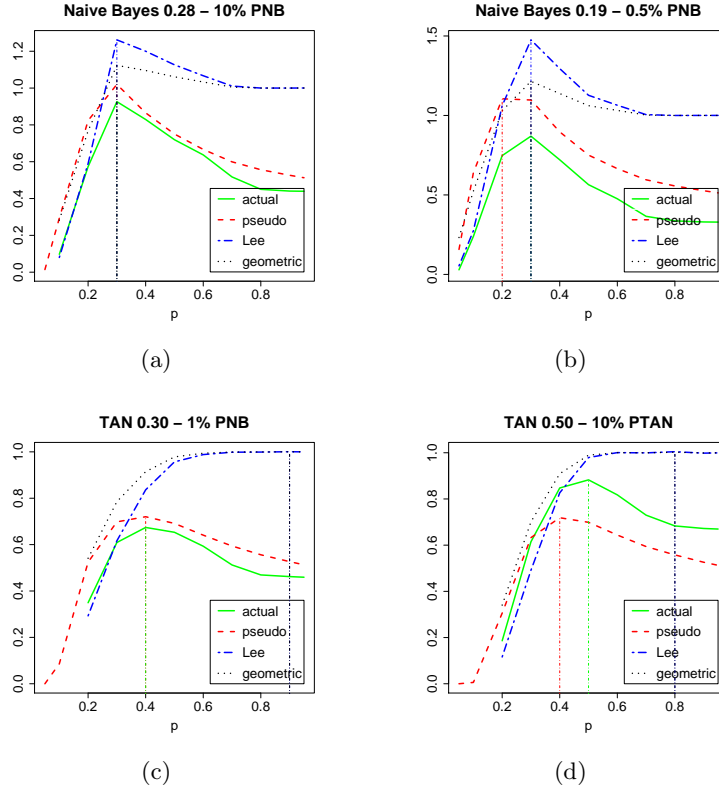 Naive Bayes 0.28 – 10% PNB
1.2
1.0
0.8
0.6
0.4
0.2
0.0
actual
pseudo
Lee
geometric
0.2 0.4 0.6 0.8
p
(a)
Naive Bayes 0.19 – 0.5% PNB
1.5
1.0
0.5
0.0
actual
pseudo
Lee
geometric
0.2 0.4 0.6 0.8
p
(b)
TAN 0.30 – 1% PNB
1.0
0.8
0.6
0.4
0.2
0.0
actual
pseudo
Lee
geometric
0.2 0.4 0.6 0.8
p
(c)
TAN 0.50 – 10% PTAN
1.0
0.8
0.6
0.4
0.2
0.0
actual
pseudo
Lee
geometric
0.2 0.4 0.6 0.8
p
(d)